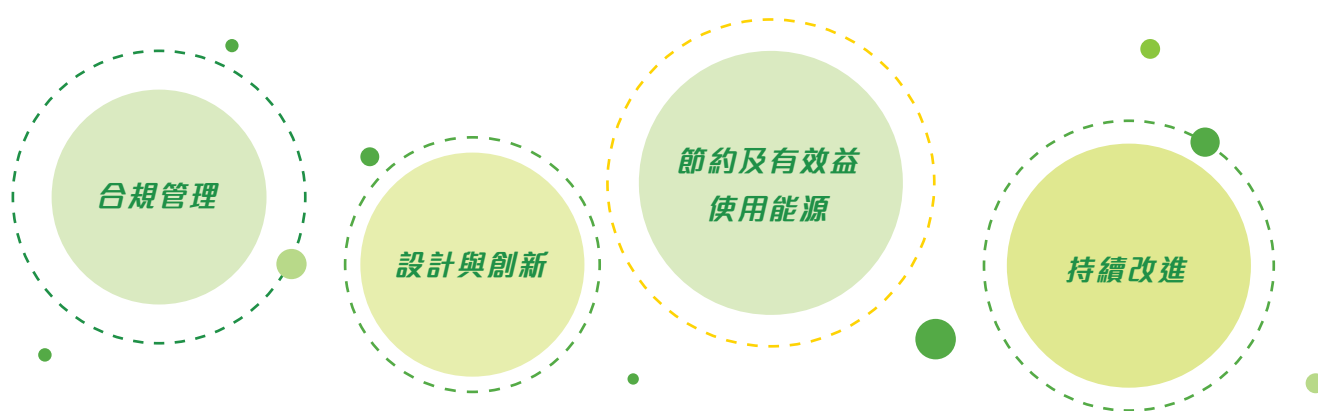 合規管理
設計與創新
節約及有效益
使用能源
持續改進